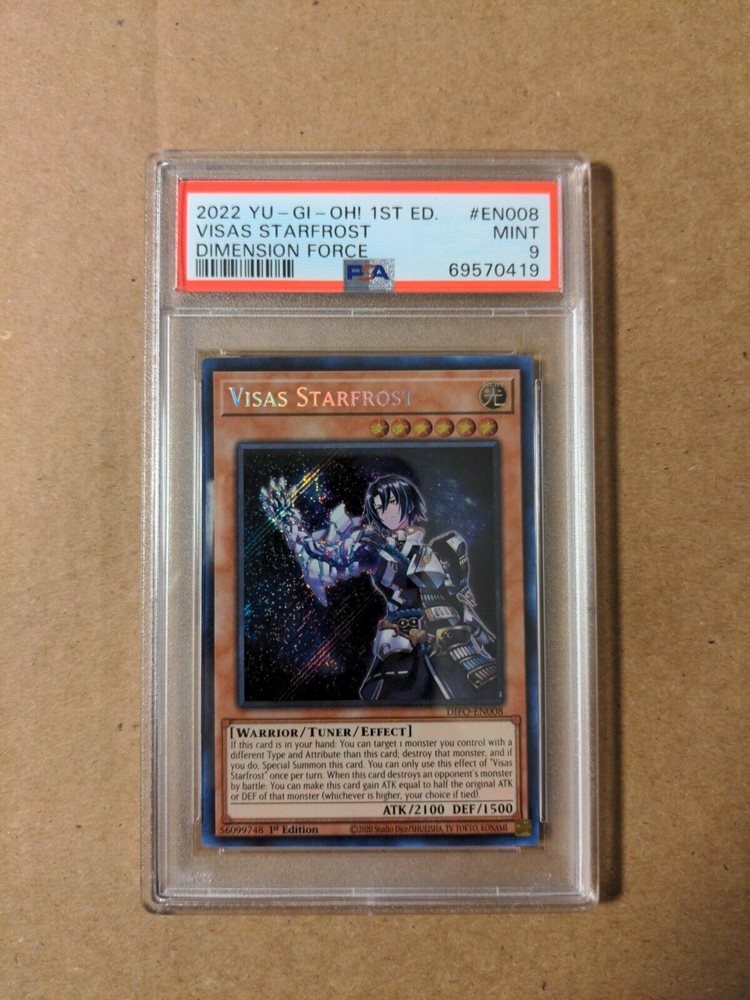 2022 YU-GI-OH! 1ST ED. #EN008
VISAS STARFROST MINT
DIMENSION FORCE 9
PSA 69570419
VISAS STARFROST
光
DIFO-EN008
[WARRIOR/TUNER/EFFECT]
If this card is in your hand: You can target 1 monster you control with a
different Type and Attribute than this card; destroy that monster, and if
you do, Special Summon this card. You can only use this effect of "Visas
Starfrost" once per turn. When this card destroys an opponent's monster
by battle: You can make this card gain ATK equal to half the original ATK
or DEF of that monster (whichever is higher, your choice if tied).
ATK/2100 DEF/1500
56099748 1st Edition ©2020 Studio Dice/SHUEISHA, TV TOKYO, KONAMI